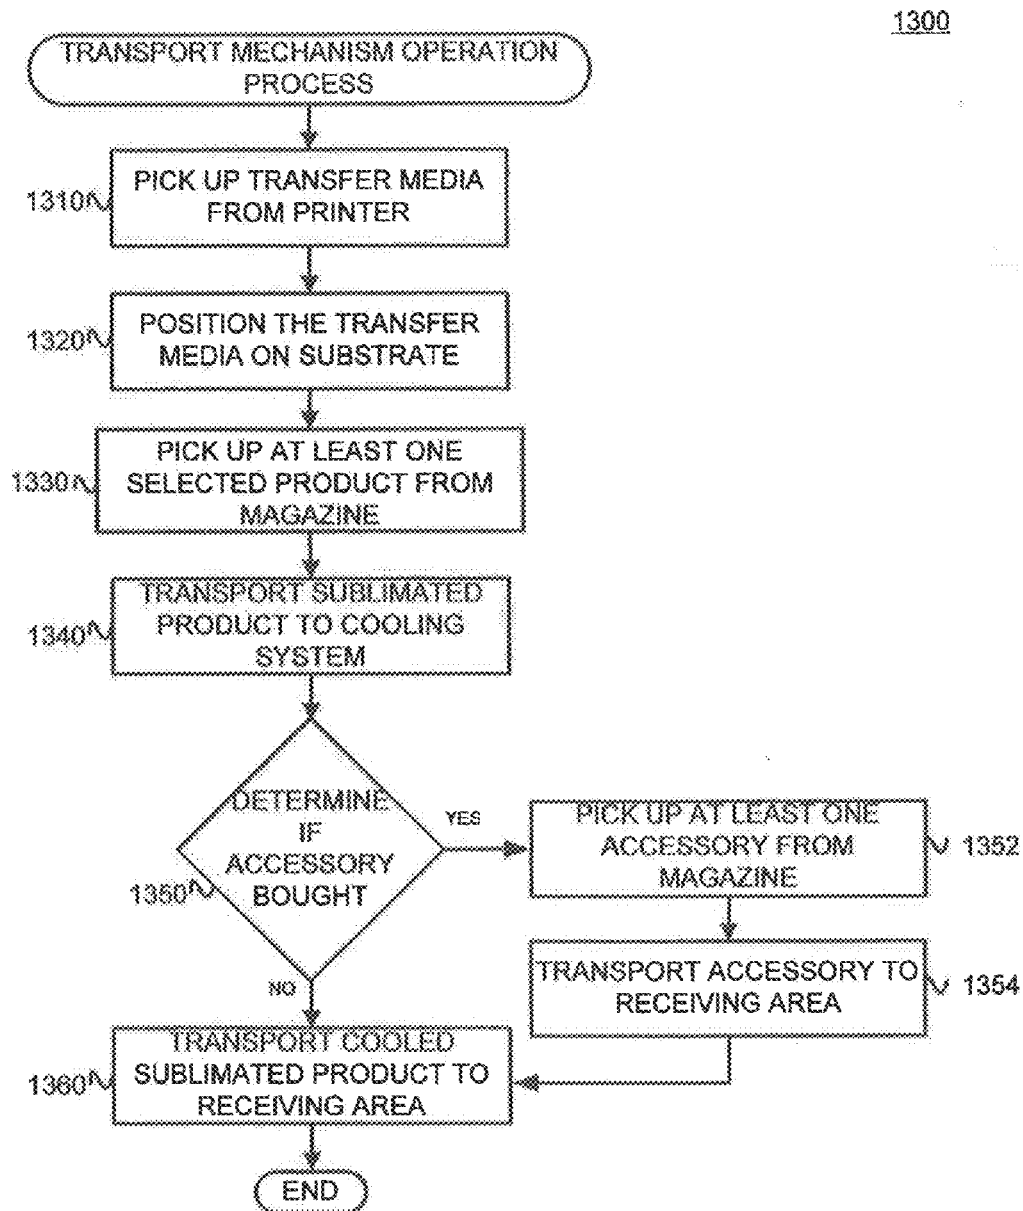 1300
TRANSPORT MECHANISM OPERATION
PROCESS
1310
PICK UP TRANSFER MEDIA
FROM PRINTER
1320
POSITION THE TRANSFER
MEDIA ON SUBSTRATE
1330
PICK UP AT LEAST ONE
SELECTED PRODUCT FROM
MAGAZINE
1340
TRANSPORT SUBLIMATED
PRODUCT TO COOLING
SYSTEM
1350
DETERMINE
IF
ACCESSORY
BOUGHT
YES
PICK UP AT LEAST ONE
ACCESSORY FROM
MAGAZINE
1352
TRANSPORT ACCESSORY TO
RECEIVING AREA
1354
NO
1360
TRANSPORT COOLED
SUBLIMATED PRODUCT TO
RECEIVING AREA
END